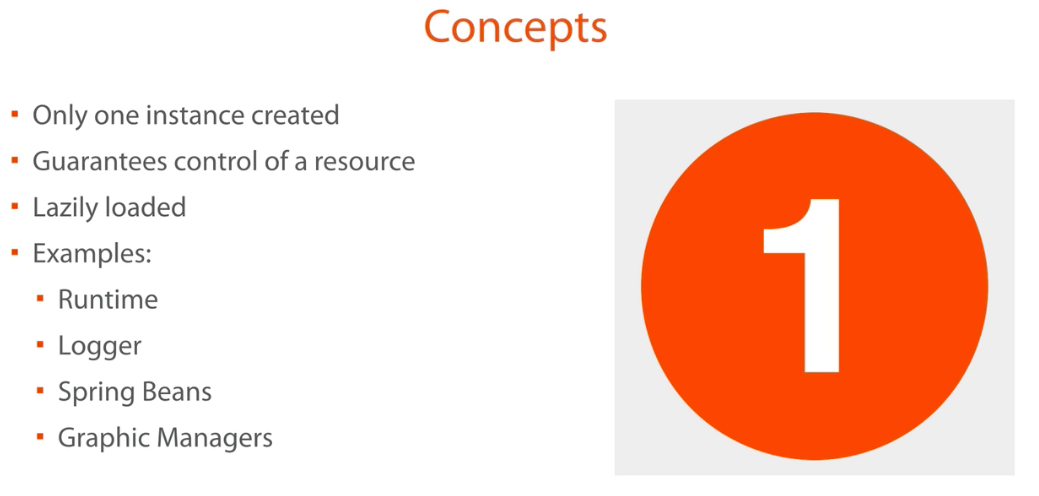 Concepts
▪ Only one instance created
▪ Guarantees control of a resource
▪ Lazily loaded
▪ Examples:
▪ Runtime
▪ Logger
▪ Spring Beans
▪ Graphic Managers
1